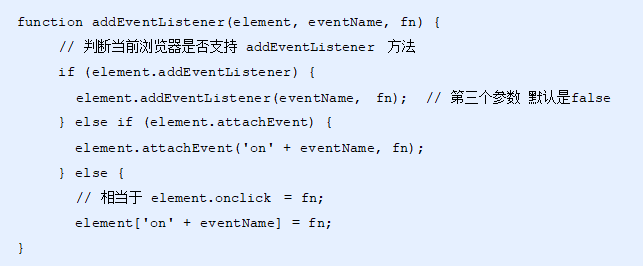 function addEventListener(element, eventName, fn) {
// 判断当前浏览器是否支持 addEventListener 方法
if (element.addEventListener) {
element.addEventListener(eventName, fn); // 第三个参数 默认是false
} else if (element.attachEvent) {
element.attachEvent('on' + eventName, fn);
} else {
// 相当于 element.onclick = fn;
element['on' + eventName] = fn;
}